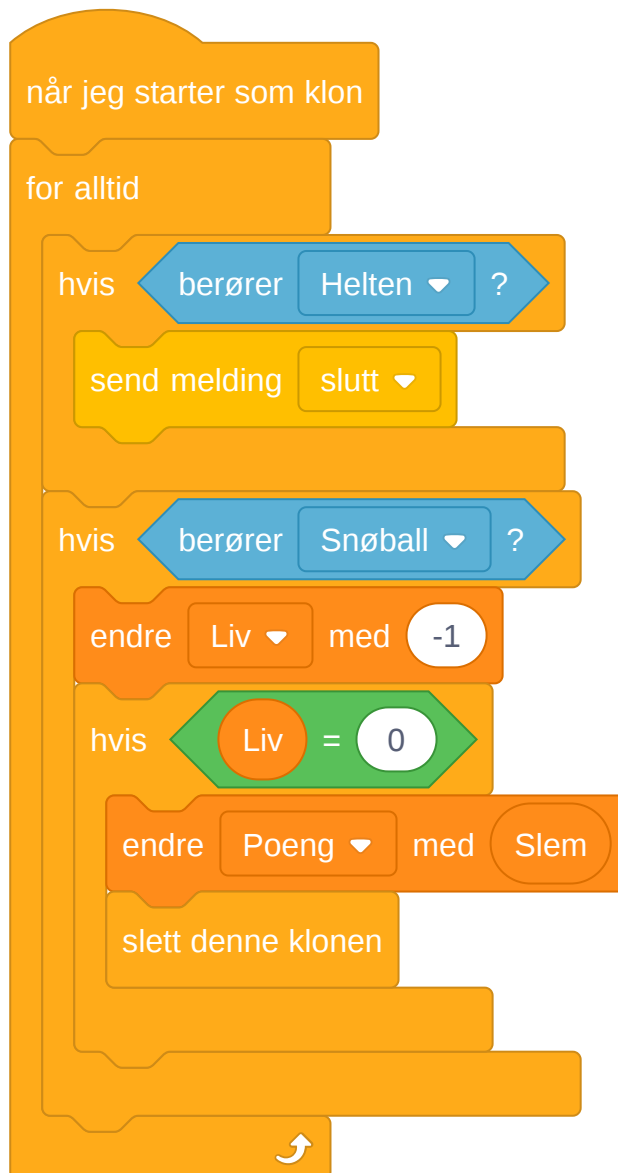 når jeg starter som klon
for alltid
hvis berører Helten ?
send melding slutt
hvis berører Snøball ?
endre Liv med -1
hvis Liv = 0
endre Poeng med Slem
slett denne klonen